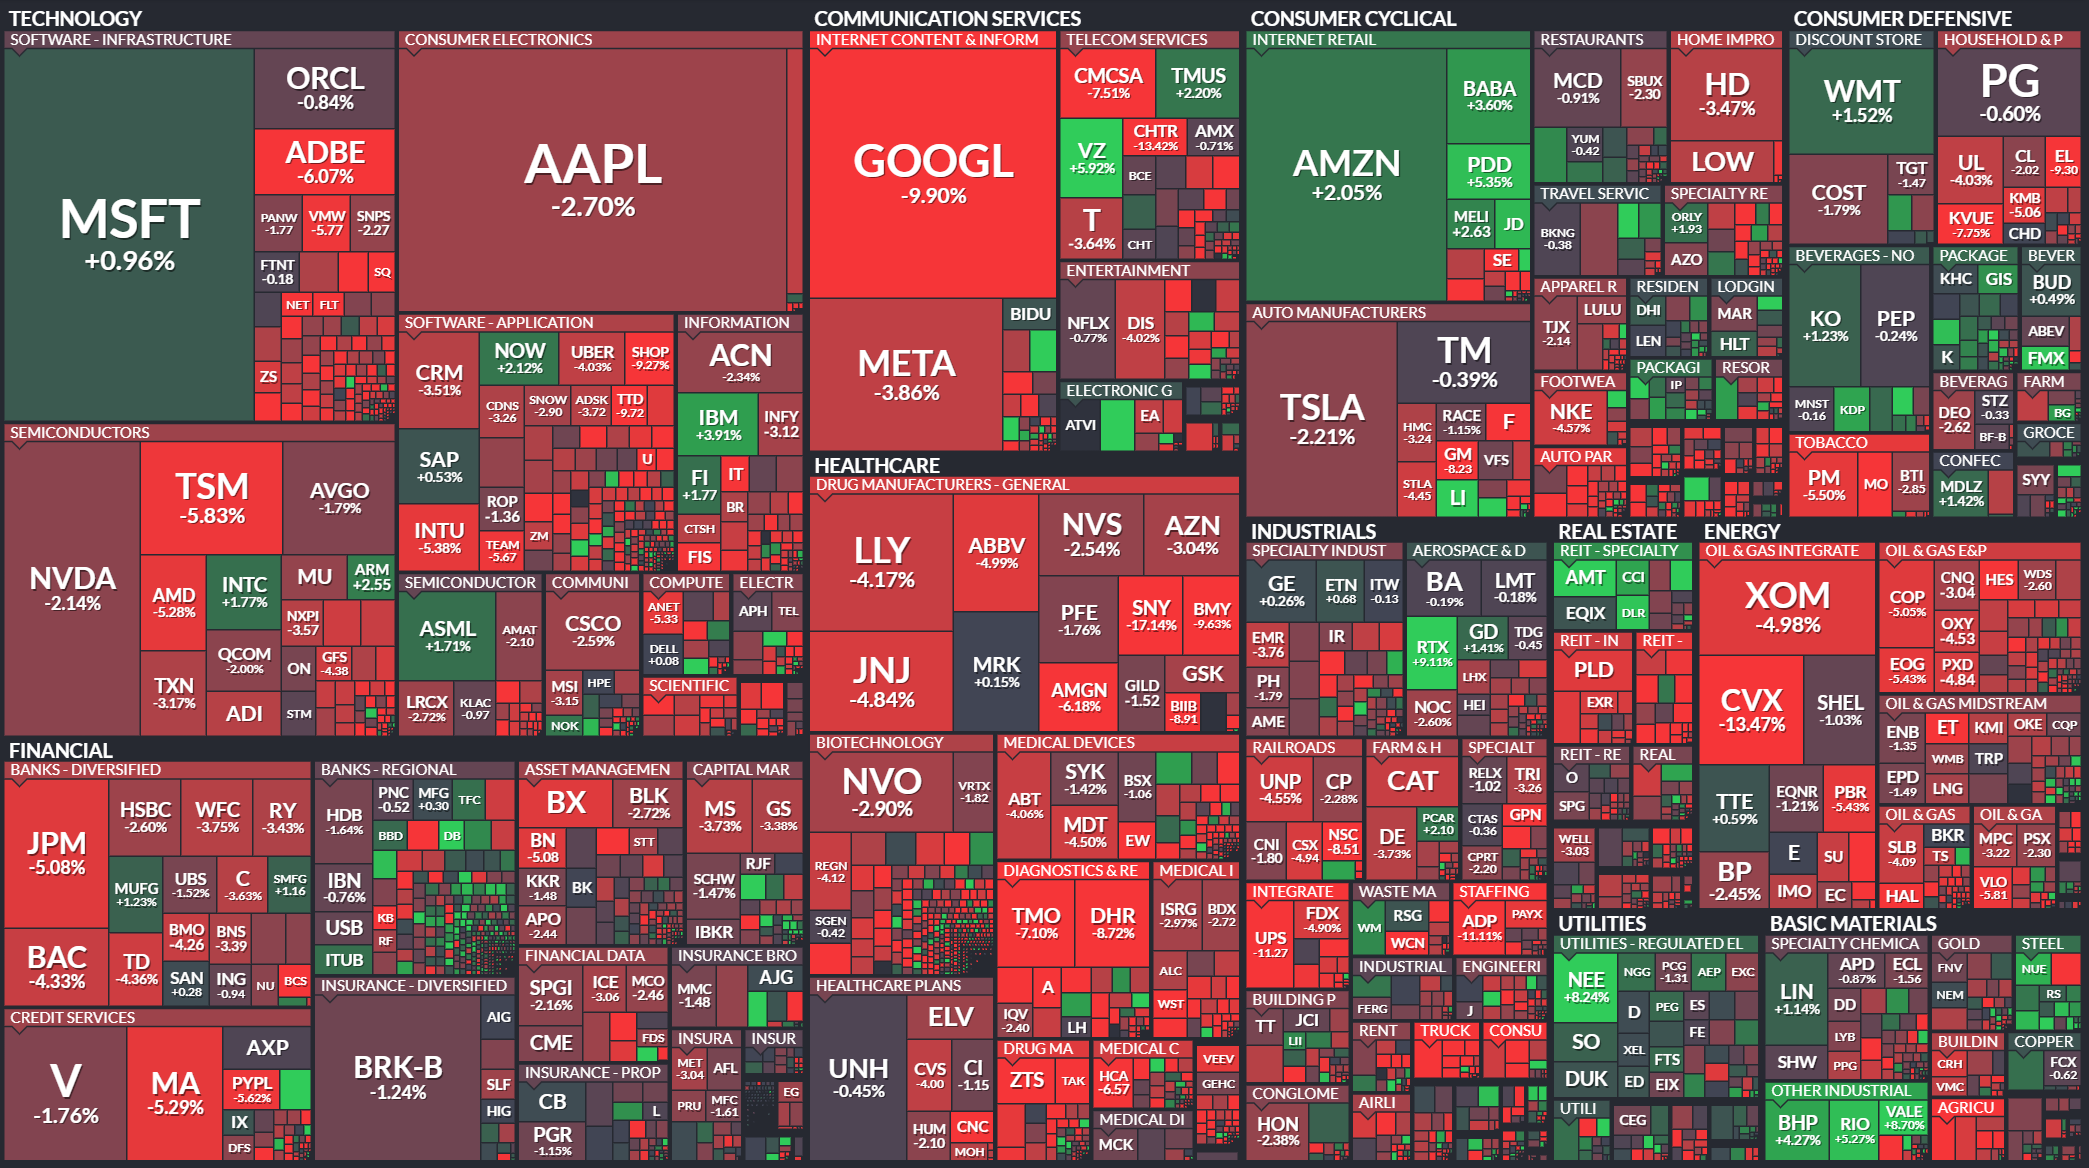 TECHNOLOGY
SOFTWARE - INFRASTRUCTURE
MSFT
+0.96%
ORCL
-0.84%
ADBE
-6.07%
PANW
-1.77
VMW
-5.77
SNPS
-2.27
FTNT
-0.18
SQ
NET
FLT
ZS
CONSUMER ELECTRONICS
AAPL
-2.70%
SOFTWARE - APPLICATION
CRM
-3.51%
NOW
+2.12%
UBER
-4.03%
SHOP
-9.27%
CDNS
-3.26
SNOW
-2.90
ADSK
-3.72
TTD
-9.72
SAP
+0.53%
U
ROP
-1.36
INTU
-5.38%
TEAM
-5.67
ZM
INFORMATION
ACN
-2.34%
IBM
+3.91%
INFY
-3.12
FI
+1.77
IT
BR
CTSH
FIS
SEMICONDUCTORS
NVDA
-2.14%
TSM
-5.83%
AVGO
-1.79%
AMD
-5.28%
INTC
+1.77%
MU
ARM
+2.55
NXPI
-3.57
QCOM
-2.00%
ON
GFS
-4.38
TXN
-3.17%
ADI
STM
SEMICONDUCTOR
ASML
+1.71%
AMAT
-2.10
LRCX
-2.72%
KLAC
-0.97
COMMUNI
CSCO
-2.59%
MSI
-3.15
HPE
NOK
COMPUTE
ANET
-5.33
DELL
+0.08
ELECTR
APH
TEL
SCIENTIFIC
COMMUNICATION SERVICES
INTERNET CONTENT & INFORM
GOOGL
-9.90%
META
-3.86%
BIDU
TELECOM SERVICES
CMCSA
-7.51%
TMUS
+2.20%
VZ
+5.92%
CHTR
-13.42%
AMX
-0.71%
BCE
T
-3.64%
CHT
ENTERTAINMENT
NFLX
-0.77%
DIS
-4.02%
ELECTRONIC G
ATVI
EA
CONSUMER CYCLICAL
INTERNET RETAIL
AMZN
+2.05%
BABA
+3.60%
PDD
+5.35%
MELI
+2.63
JD
SE
AUTO MANUFACTURERS
TSLA
-2.21%
TM
-0.39%
HMC
-3.24
RACE
-1.15%
F
GM
-8.23
VFS
STLA
-4.45
LI
RESTAURANTS
MCD
-0.91%
SBUX
-2.30
YUM
-0.42
HOME IMPRO
HD
-3.47%
LOW
TRAVEL SERVIC
BKNG
-0.38
SPECIALTY RE
ORLY
+1.93
AZO
APPAREL R
TJX
-2.14
LULU
RESIDEN
DHI
LEN
LODGIN
MAR
HLT
FOOTWEA
NKE
-4.57%
PACKAGI
IP
RESOR
AUTO PAR
CONSUMER DEFENSIVE
DISCOUNT STORE
WMT
+1.52%
COST
-1.79%
TGT
-1.47
HOUSEHOLD & P
PG
-0.60%
UL
-4.03%
CL
-2.02
EL
-9.30
KMB
-5.06
KVUE
-7.75%
CHD
BEVERAGES - NO
KO
+1.23%
PEP
-0.24%
MNST
-0.16
KDP
PACKAGE
KHC
GIS
K
BEVER
BUD
+0.49%
ABEV
FMX
BEVERAG
DEO
-2.62
STZ
-0.33
BF-B
FARM
BG
GROCE
TOBACCO
PM
-5.50%
MO
BTI
-2.85
CONFEC
MDLZ
+1.42%
SYY
HEALTHCARE
DRUG MANUFACTURERS - GENERAL
LLY
-4.17%
ABBV
-4.99%
NVS
-2.54%
AZN
-3.04%
JNJ
-4.84%
MRK
+0.15%
PFE
-1.76%
SNY
-17.14%
BMY
-9.63%
AMGN
-6.18%
GILD
-1.52
GSK
BIIB
-8.91
BIOTECHNOLOGY
NVO
-2.90%
VRTX
-1.82
REGN
-4.12
SGEN
-0.42
MEDICAL DEVICES
ABT
-4.06%
SYK
-1.42%
BSX
-1.06
MDT
-4.50%
EW
DIAGNOSTICS & RE
TMO
-7.10%
DHR
-8.72%
A
IQV
-2.40
LH
MEDICAL I
ISRG
-2.97%
BDX
-2.72
ALC
WST
HEALTHCARE PLANS
UNH
-0.45%
ELV
CVS
-4.00
CI
-1.15
HUM
-2.10
CNC
MOH
DRUG MA
ZTS
TAK
MEDICAL C
HCA
-6.57
VEEV
GEHC
MEDICAL DI
MCK
FINANCIAL
BANKS - DIVERSIFIED
JPM
-5.08%
HSBC
-2.60%
WFC
-3.75%
RY
-3.43%
MUFG
+1.23%
UBS
-1.52%
C
-3.63%
SMFG
+1.16
BAC
-4.33%
TD
-4.36%
BMO
-4.26
BNS
-3.39
SAN
+0.28
ING
-0.94
NU
BCS
BANKS - REGIONAL
HDB
-1.64%
PNC
-0.52
MFG
+0.30
TFC
BBD
DB
IBN
-0.76%
KB
USB
RF
ITUB
ASSET MANAGEMEN
BX
BLK
-2.72%
BN
-5.08
STT
KKR
-1.48
BK
APO
-2.44
CAPITAL MAR
MS
-3.73%
GS
-3.38%
SCHW
-1.47%
RJF
IBKR
CREDIT SERVICES
V
-1.76%
MA
-5.29%
AXP
PYPL
-5.62%
IX
DFS
INSURANCE - DIVERSIFIED
BRK-B
-1.24%
AIG
SLF
HIG
FINANCIAL DATA
SPGI
-2.16%
ICE
-3.06
MCO
-2.46
CME
FDS
INSURANCE BRO
MMC
-1.48
AJG
INSURANCE - PROP
CB
L
PGR
-1.15%
INSURA
MET
-3.04
AFL
PRU
MFC
-1.61
INSUR
EG
INDUSTRIALS
SPECIALTY INDUST
GE
+0.26%
ETN
+0.68
ITW
-0.13
EMR
-3.76
IR
PH
-1.79
AME
AEROSPACE & D
BA
-0.19%
LMT
-0.18%
RTX
+9.11%
GD
+1.41%
TDG
-0.45
LHX
NOC
-2.60%
HEI
RAILROADS
UNP
-4.55%
CP
-2.28%
CNI
-1.80
CSX
-4.94
NSC
-8.51
FARM & H
CAT
DE
-3.73%
PCAR
+2.10
SPECIALT
RELX
-1.02
TRI
-3.26
CTAS
-0.36
GPN
CPRT
-2.20
INTEGRATE
UPS
-11.27
FDX
-4.90%
WASTE MA
WM
RSG
WCN
STAFFING
ADP
-11.11%
PAYX
INDUSTRIAL
FERG
ENGINEERI
J
BUILDING P
TT
JCI
LII
RENT
TRUCK
CONSU
CONGLOME
HON
-2.38%
AIRLI
REAL ESTATE
REIT - SPECIALTY
AMT
CCI
EQIX
DLR
REIT - IN
PLD
EXR
REIT -
REIT - RE
O
SPG
REAL
WELL
-3.03
ENERGY
OIL & GAS INTEGRATE
XOM
-4.98%
CVX
-13.47%
SHEL
-1.03%
TTE
+0.59%
EQNR
-1.21%
PBR
-5.43%
BP
-2.45%
E
SU
IMO
EC
OIL & GAS E&P
COP
-5.05%
CNQ
-3.04
HES
WDS
-2.60
OXY
-4.53
EOG
-5.43%
PXD
-4.84
OIL & GAS MIDSTREAM
ENB
-1.35
ET
KMI
OKE
CQP
WMB
TRP
EPD
-1.49
LNG
OIL & GAS
SLB
-4.09
BKR
TS
HAL
OIL & GA
MPC
-3.22
PSX
-2.30
VLO
-5.81
UTILITIES
UTILITIES - REGULATED EL
NEE
+8.24%
NGG
PCG
-1.31
AEP
EXC
D
PEG
ES
SO
FE
XEL
FTS
DUK
ED
EIX
UTILI
CEG
BASIC MATERIALS
SPECIALTY CHEMICA
LIN
+1.14%
APD
-0.87%
ECL
-1.56
DD
LYB
SHW
PPG
GOLD
FNV
NEM
STEEL
NUE
RS
BUILDIN
CRH
VMC
COPPER
FCX
-0.62
OTHER INDUSTRIAL
BHP
+4.27%
RIO
+5.27%
VALE
+8.70%
AGRICU